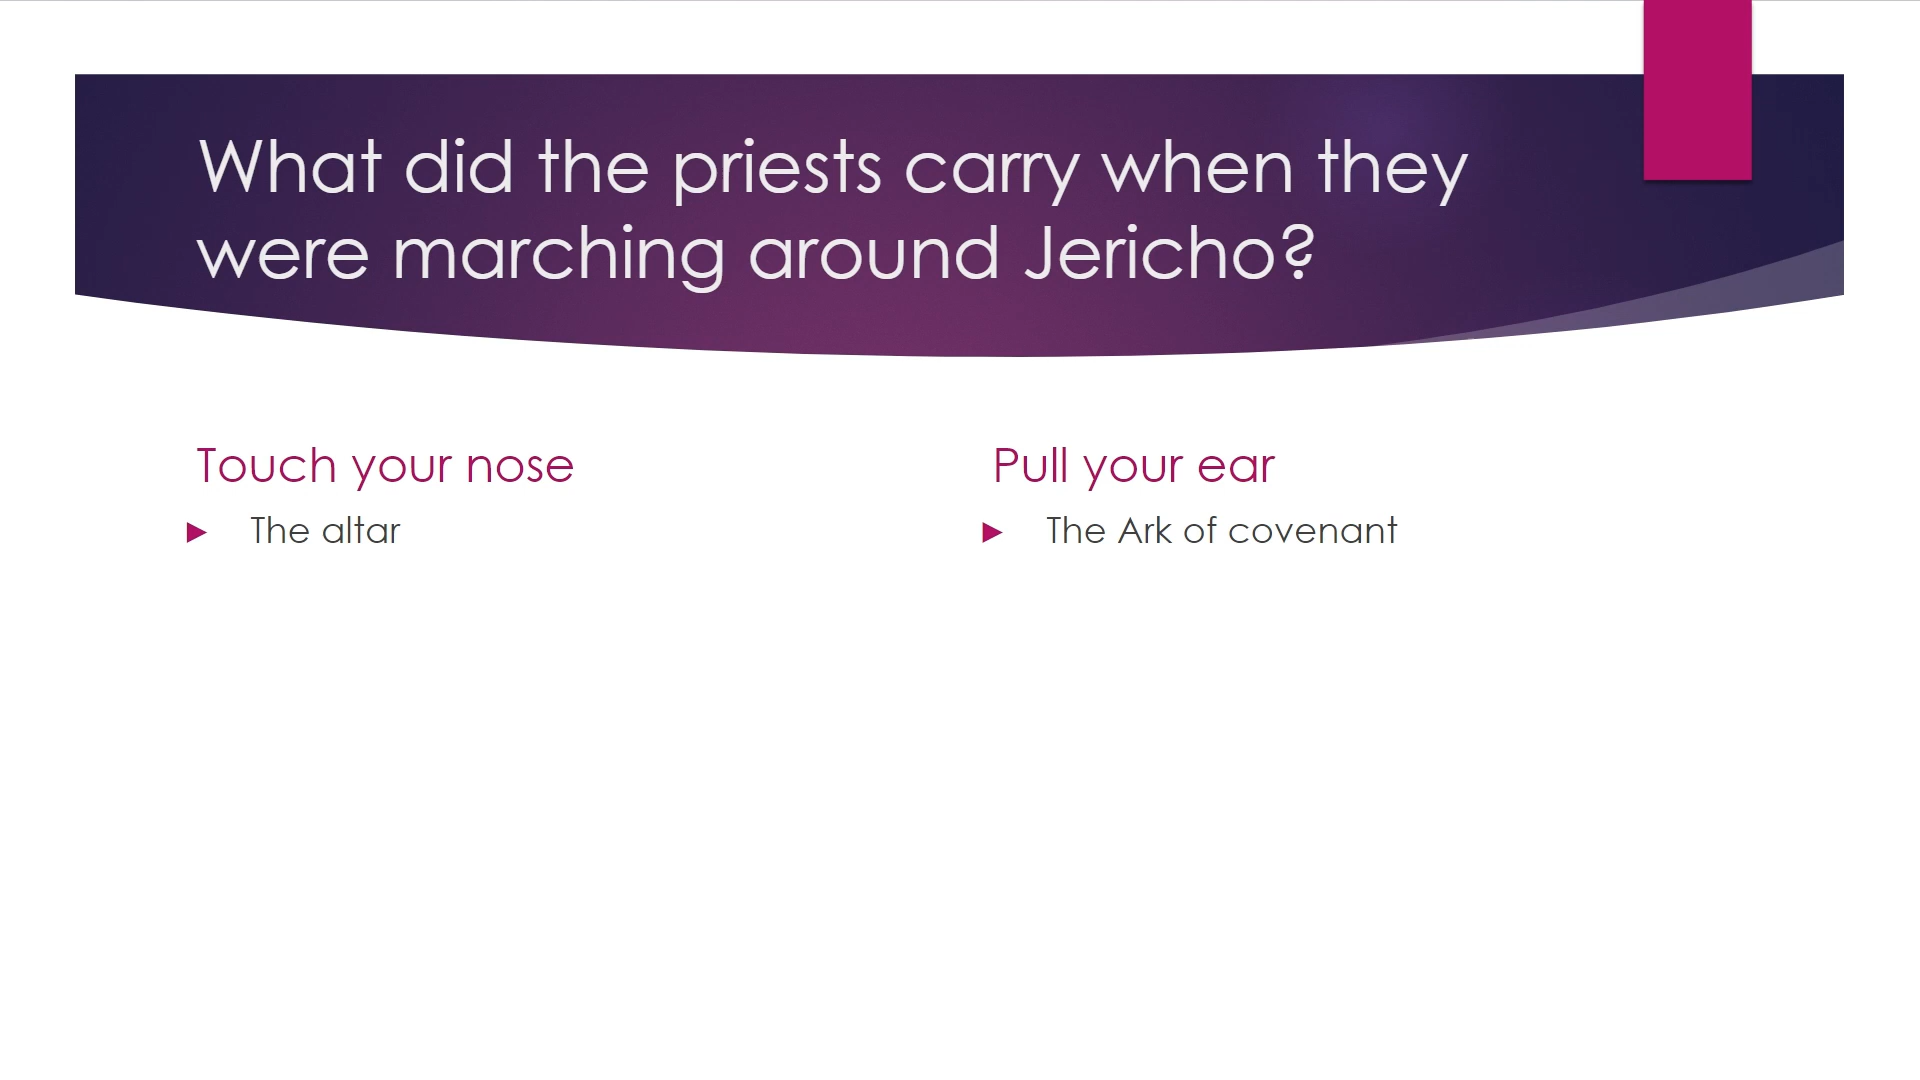 What did the priests carry when they
were marching around Jericho?
Touch your nose
The altar
Pull your ear
The Ark of covenant